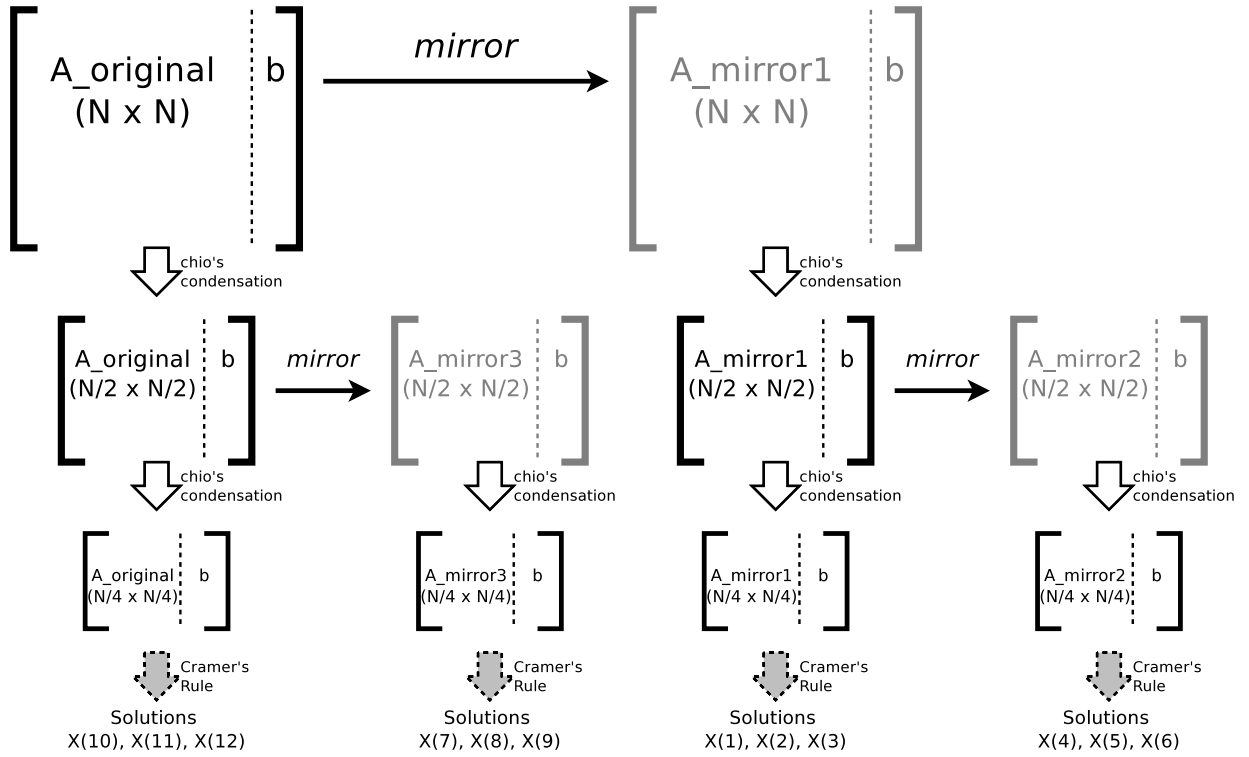 A_original b
(N x N)
mirror
A_mirror1 b
(N x N)
chio's
condensation
chio's
condensation
A_original b
(N/2 x N/2)
mirror
A_mirror3 b
(N/2 x N/2)
A_mirror1 b
(N/2 x N/2)
mirror
A_mirror2 b
(N/2 x N/2)
chio's
condensation
chio's
condensation
chio's
condensation
chio's
condensation
A_original b
(N/4 x N/4)
A_mirror3 b
(N/4 x N/4)
A_mirror1 b
(N/4 x N/4)
A_mirror2 b
(N/4 x N/4)
Cramer's
Rule
Cramer's
Rule
Cramer's
Rule
Cramer's
Rule
Solutions
X(10), X(11), X(12)
Solutions
X(7), X(8), X(9)
Solutions
X(1), X(2), X(3)
Solutions
X(4), X(5), X(6)